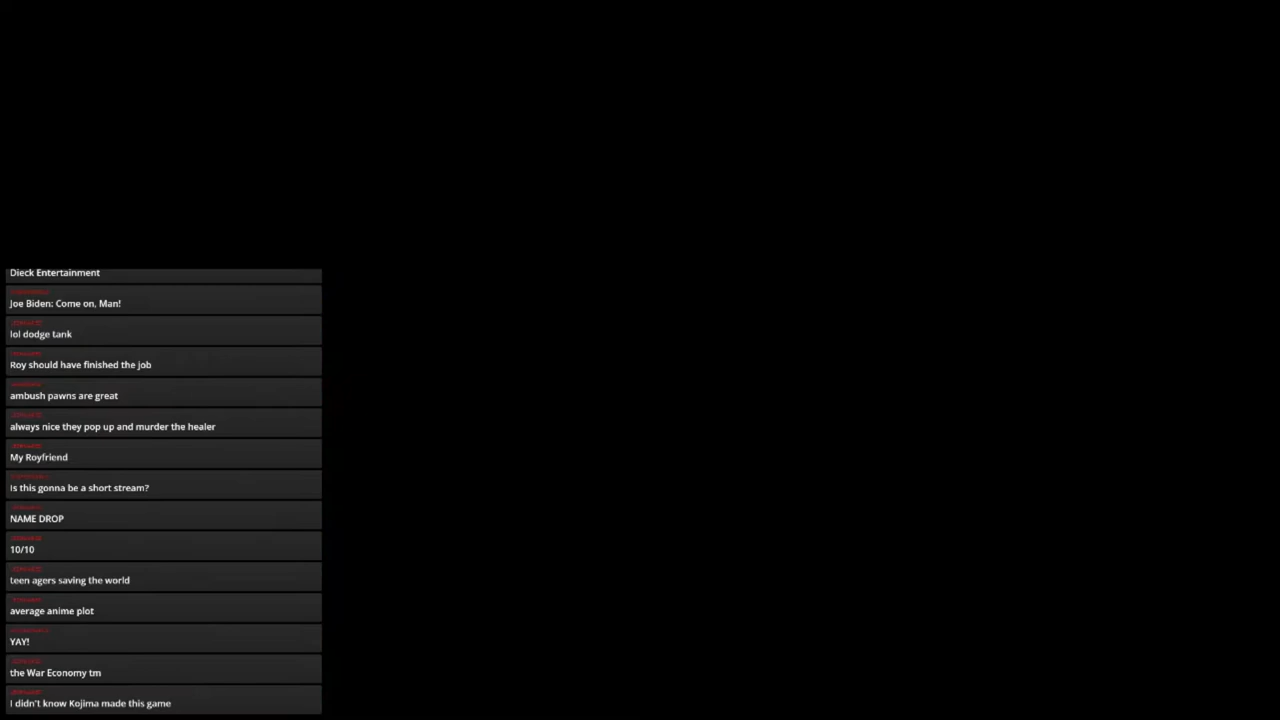 Dieck Entertainment
Joe Biden: Come on, Man!
lol dodge tank
Roy should have finished the job
ambush pawns are great
always nice they pop up and murder the healer
My Royfriend
Is this gonna be a short stream?
NAME DROP
10/10
teen agers saving the world
average anime plot
YAY!
the War Economy tm
I didn't know Kojima made this game